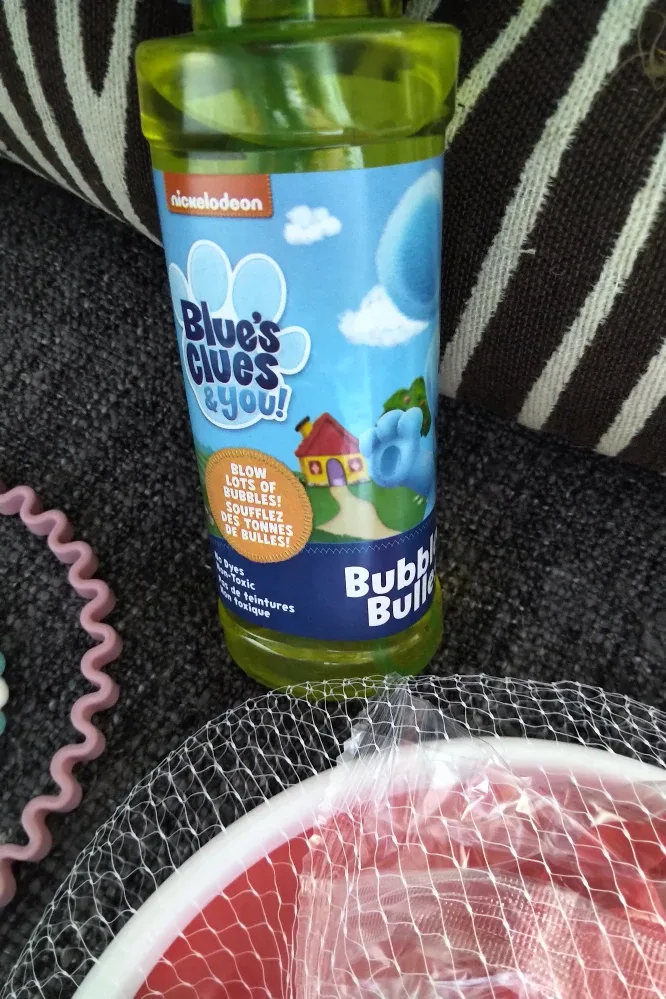 nickelodeon
Blue's
Clues
& YOU!
BLOW
LOTS OF
BUBBLES!
SOUFFLEZ
DES TONNES
DE BULLES!
Dyes
Non-Toxic
de teintures
Non toxique
Bubbl
Bulle